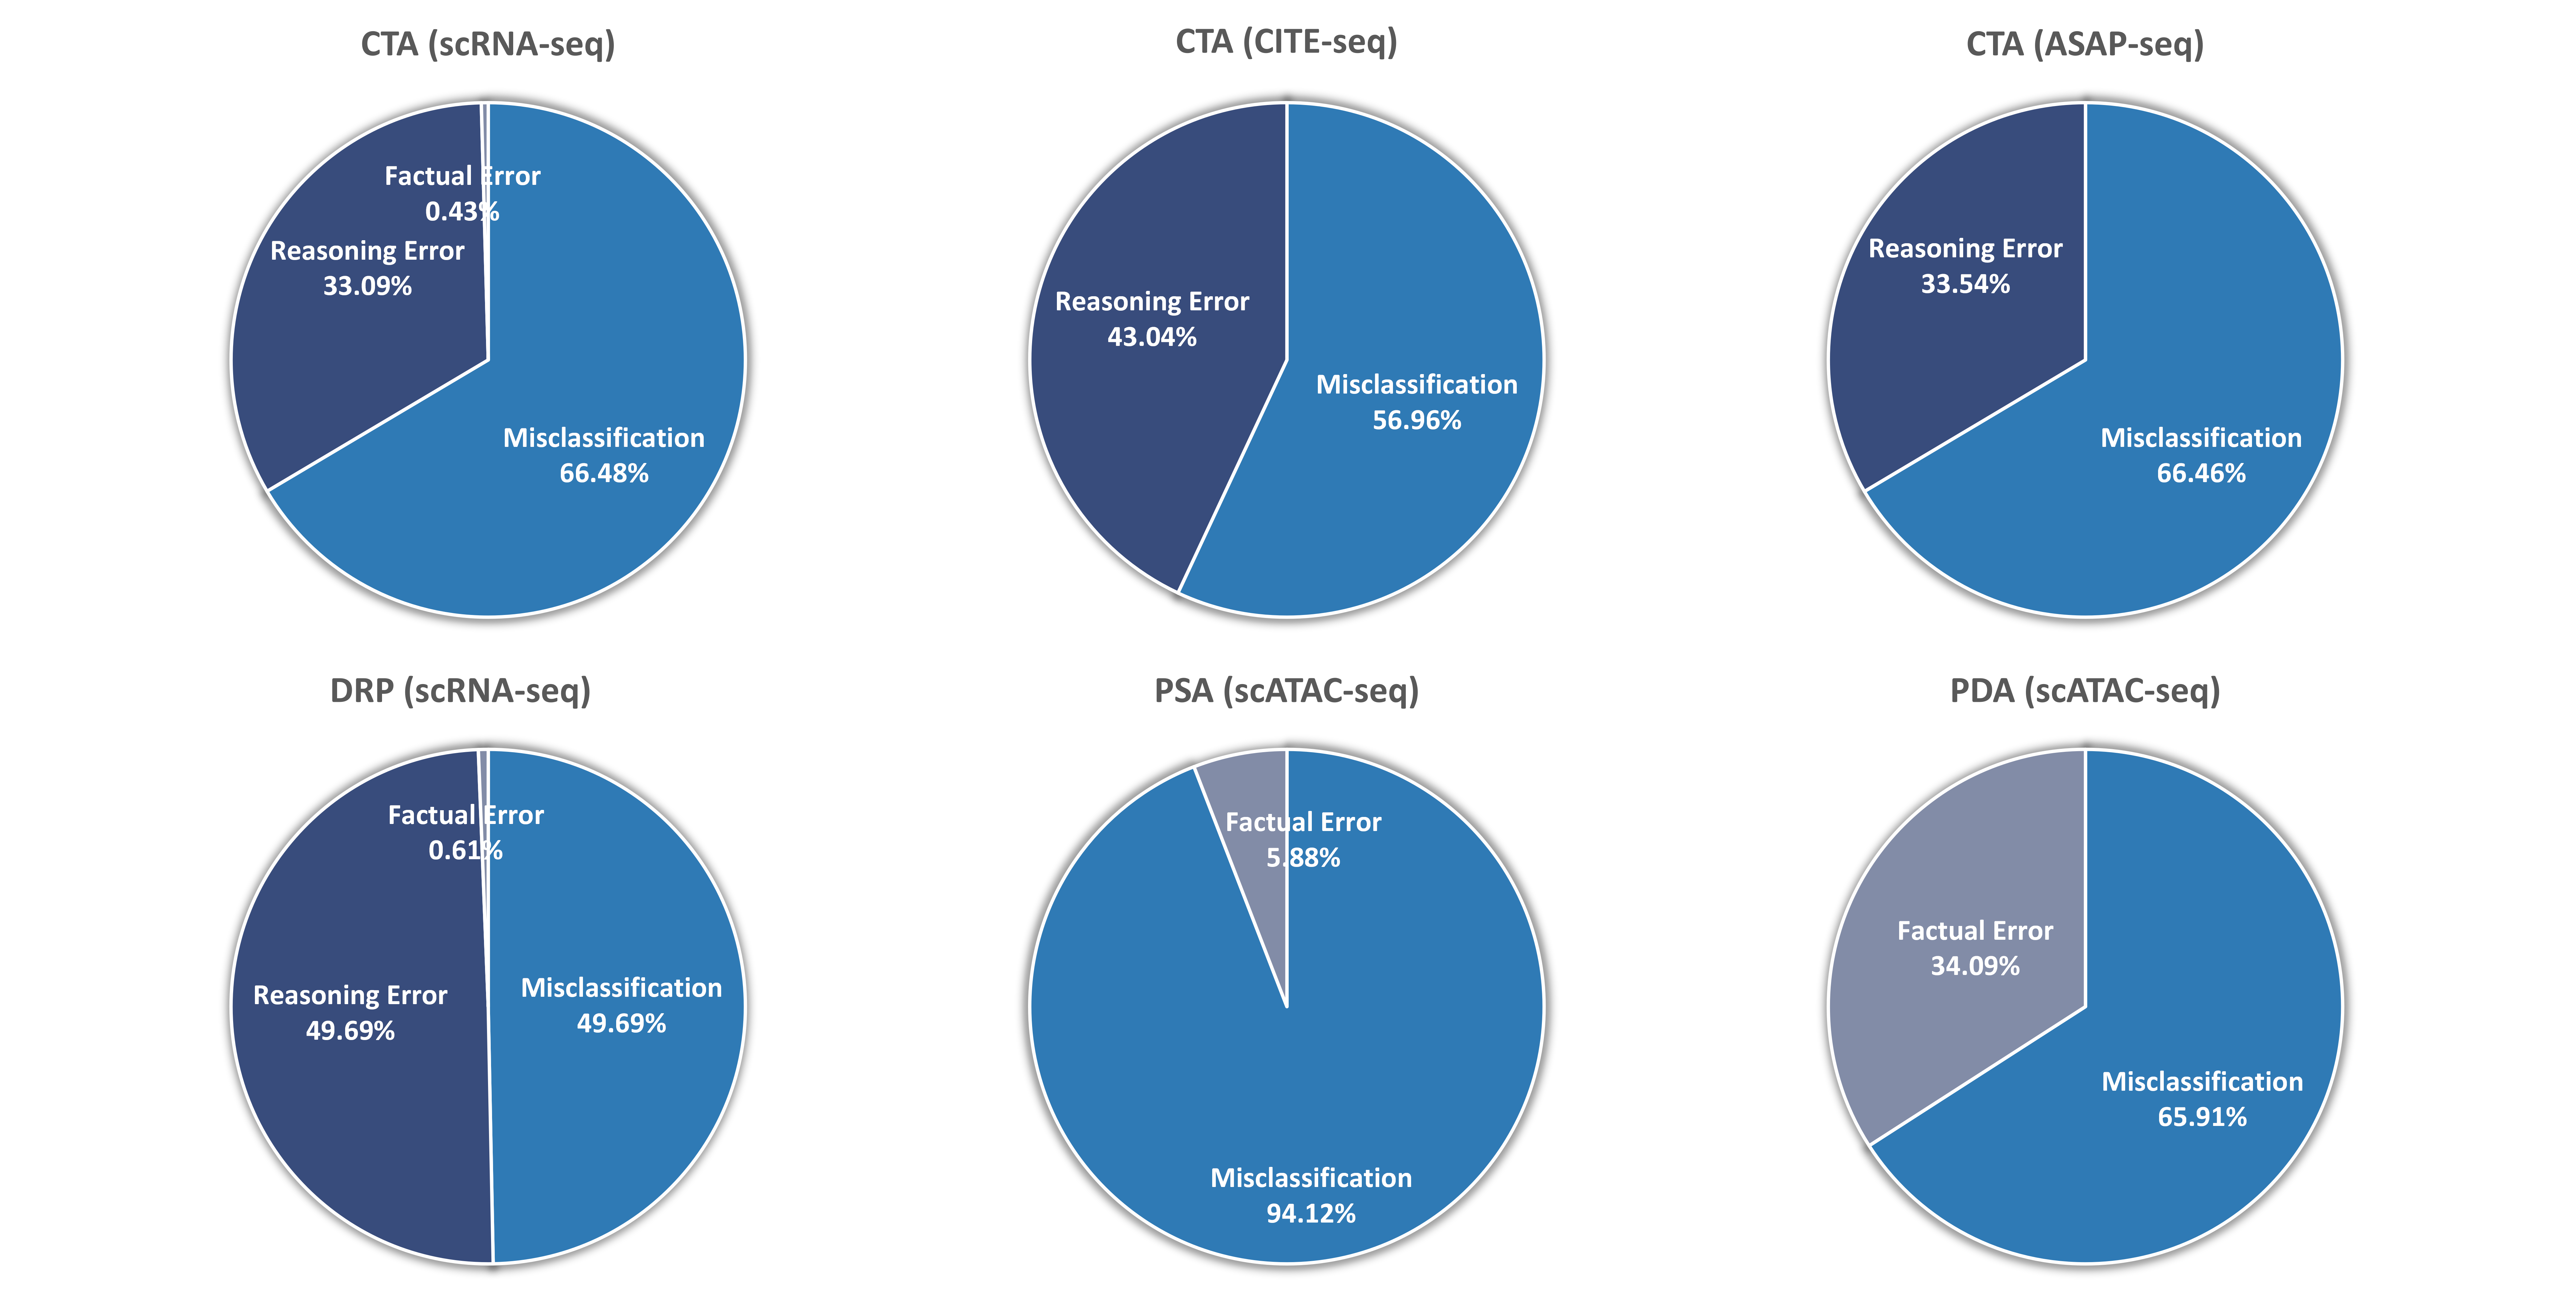 CTA (scRNA-seq)
Factual Error
0.43%
Reasoning Error
33.09%
Misclassification
66.48%
CTA (CITE-seq)
Reasoning Error
43.04%
Misclassification
56.96%
CTA (ASAP-seq)
Reasoning Error
33.54%
Misclassification
66.46%
DRP (scRNA-seq)
Factual Error
0.61%
Reasoning Error
49.69%
Misclassification
49.69%
PSA (scATAC-seq)
Factual Error
5.88%
Misclassification
94.12%
PDA (scATAC-seq)
Factual Error
34.09%
Misclassification
65.91%